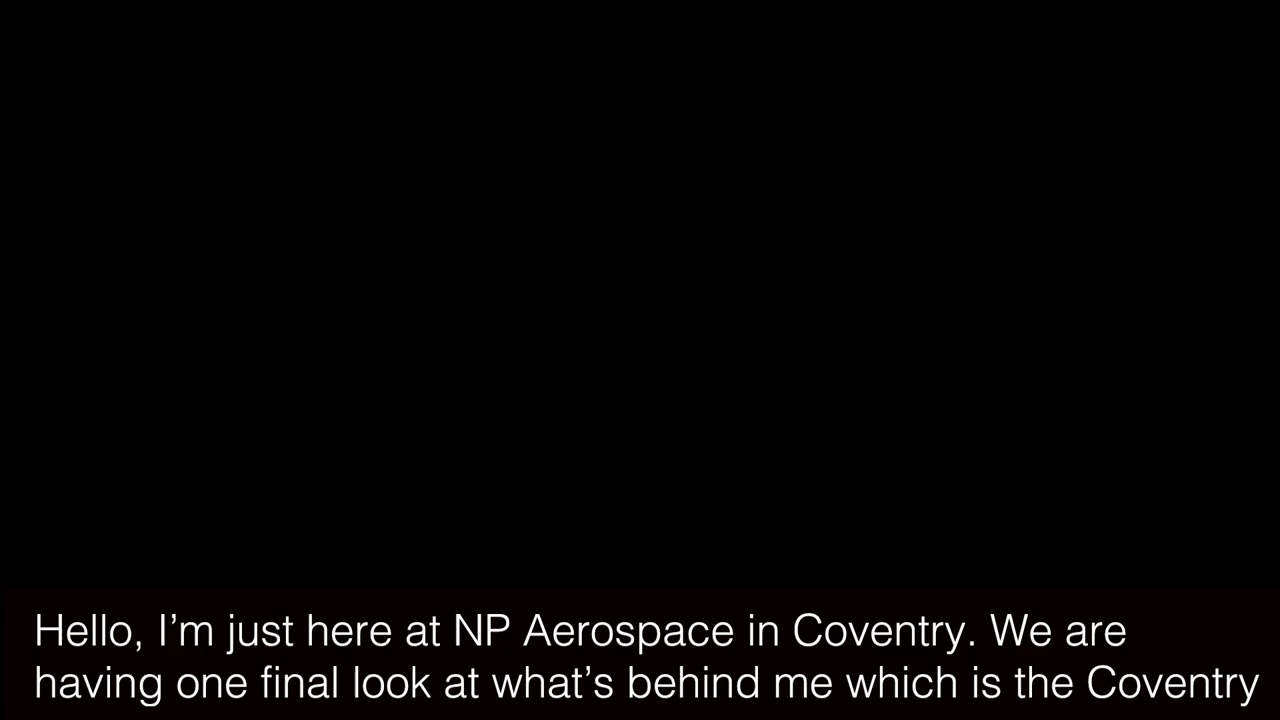 Hello, I’m just here at NP Aerospace in Coventry. We are
having one final look at what’s behind me which is the Coventry